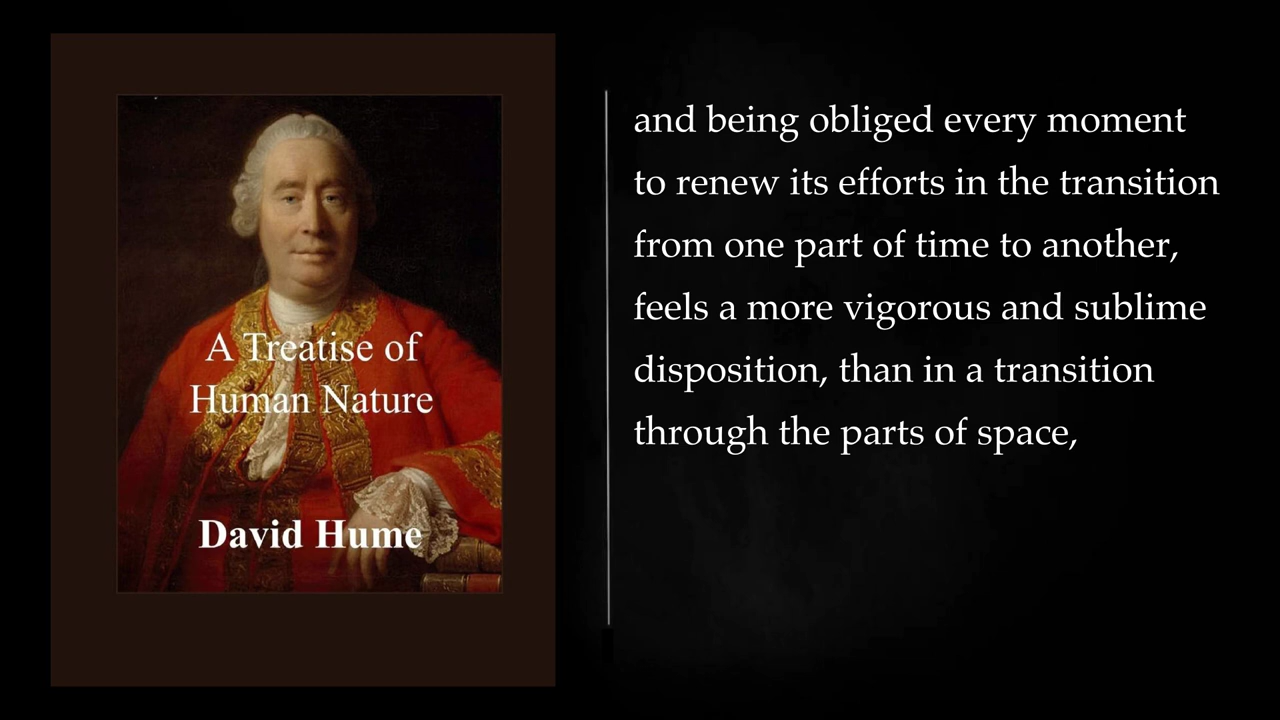 A Treatise of
Human Nature
David Hume
and being obliged every moment
to renew its efforts in the transition
from one part of time to another,
feels a more vigorous and sublime
disposition, than in a transition
through the parts of space,